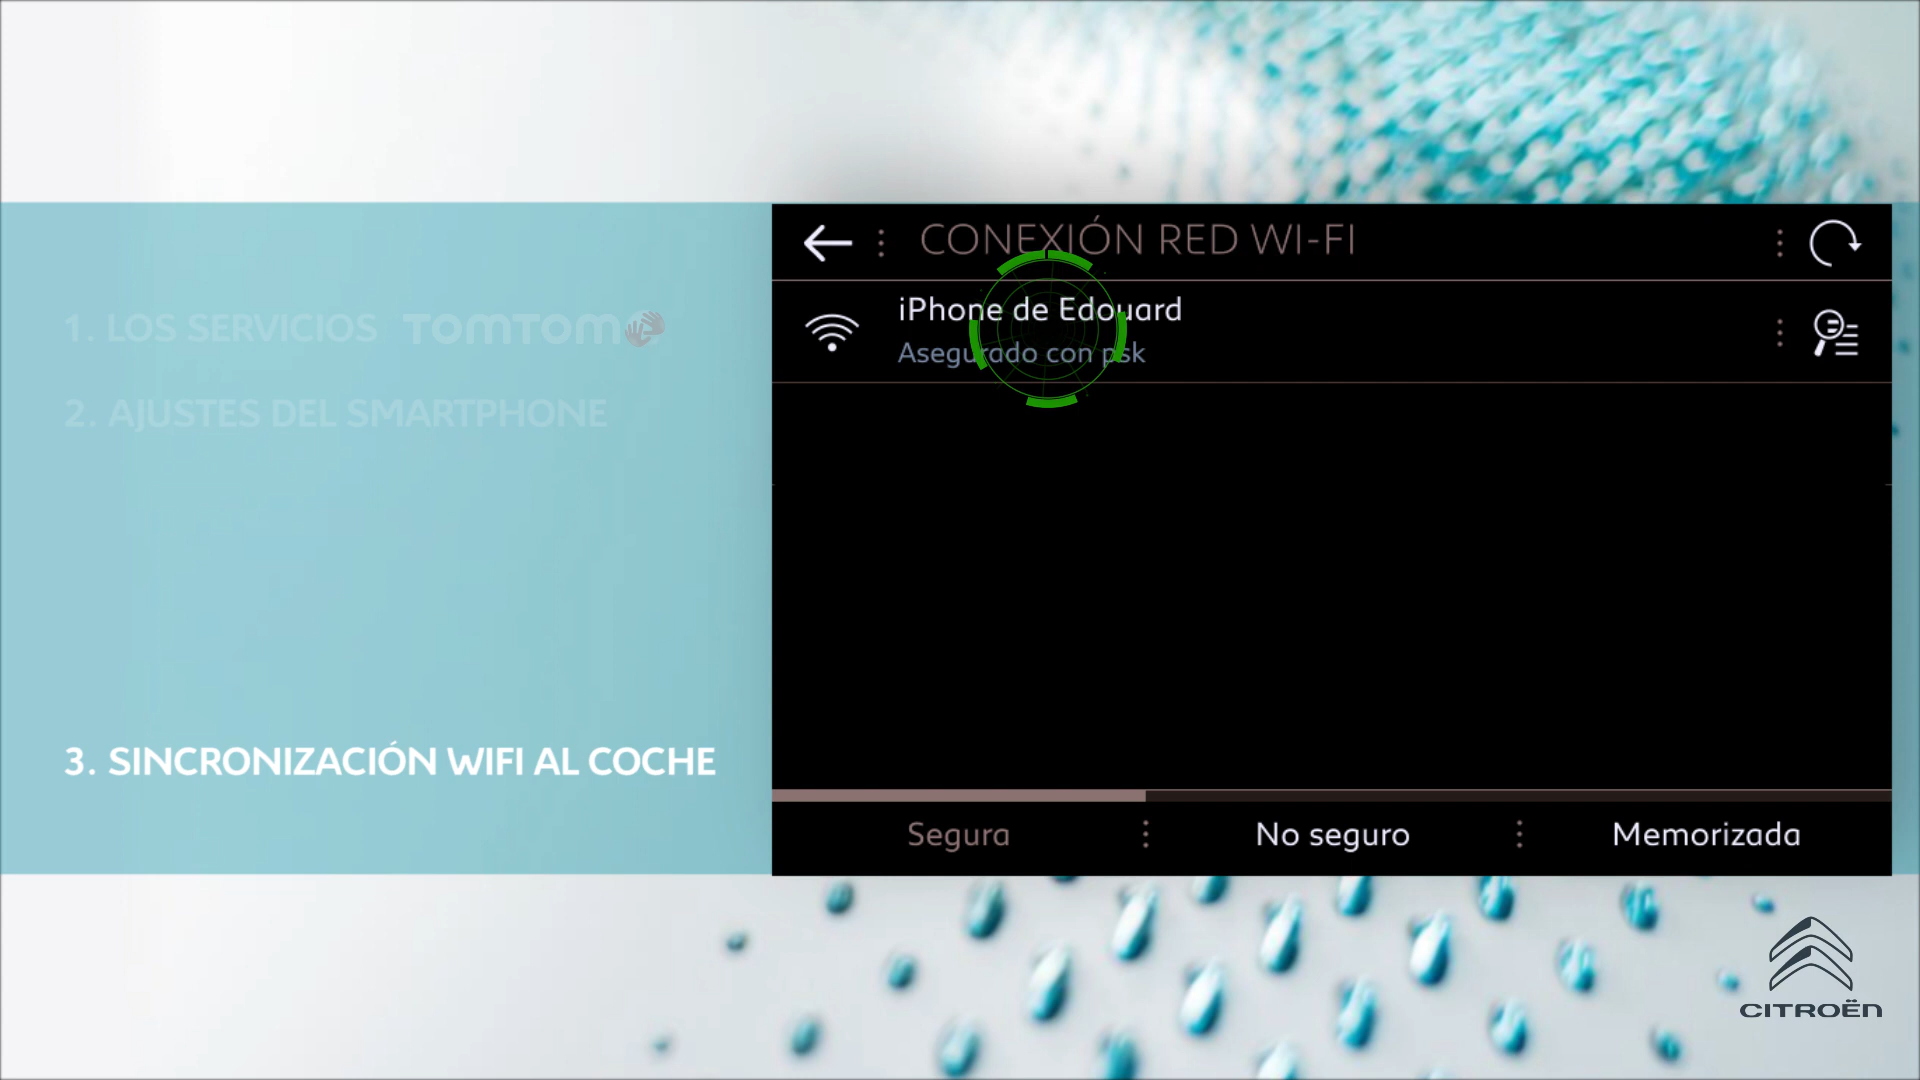 1. LOS SERVICIOS TOMTOM
2. AJUSTES DEL SMARTPHONE
3. SINCRONIZACIÓN WIFI AL COCHE
CONEXIÓN RED WI-FI
iPhone de Edouard
Asegurado con psk
Segura
No seguro
Memorizada
CITROËN